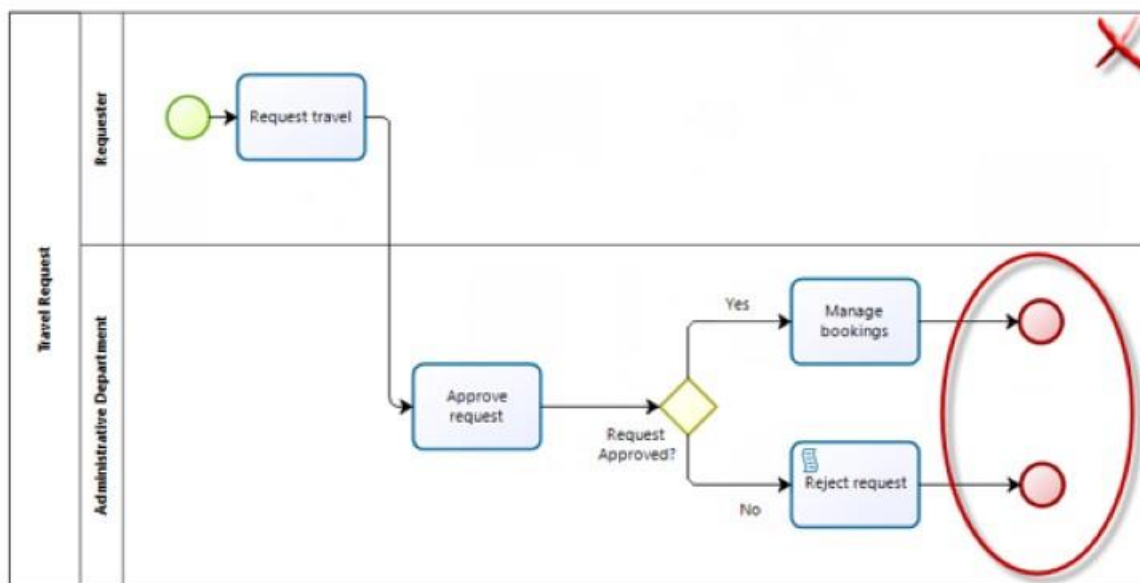 Travel Request
Requester
Request travel
Administrative Department
Approve
request
Request
Approved?
Yes
Manage
bookings
No
Reject request